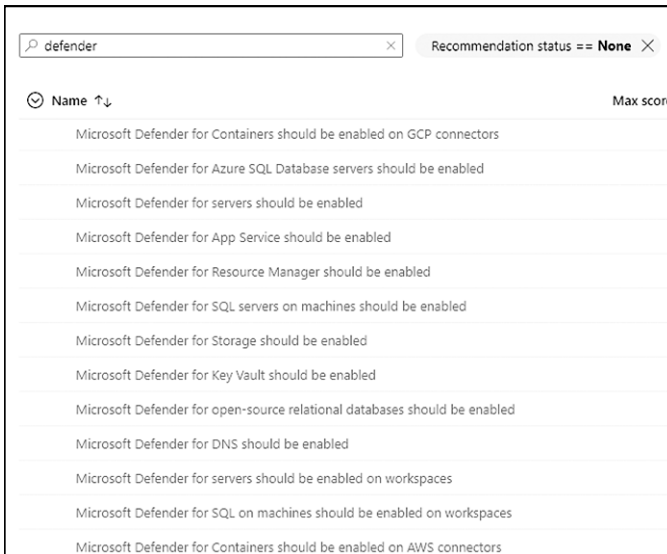 defender
Recommendation status == None
Name
Max score
Microsoft Defender for Containers should be enabled on GCP connectors
Microsoft Defender for Azure SQL Database servers should be enabled
Microsoft Defender for servers should be enabled
Microsoft Defender for App Service should be enabled
Microsoft Defender for Resource Manager should be enabled
Microsoft Defender for SQL servers on machines should be enabled
Microsoft Defender for Storage should be enabled
Microsoft Defender for Key Vault should be enabled
Microsoft Defender for open-source relational databases should be enabled
Microsoft Defender for DNS should be enabled
Microsoft Defender for servers should be enabled on workspaces
Microsoft Defender for SQL on machines should be enabled on workspaces
Microsoft Defender for Containers should be enabled on AWS connectors